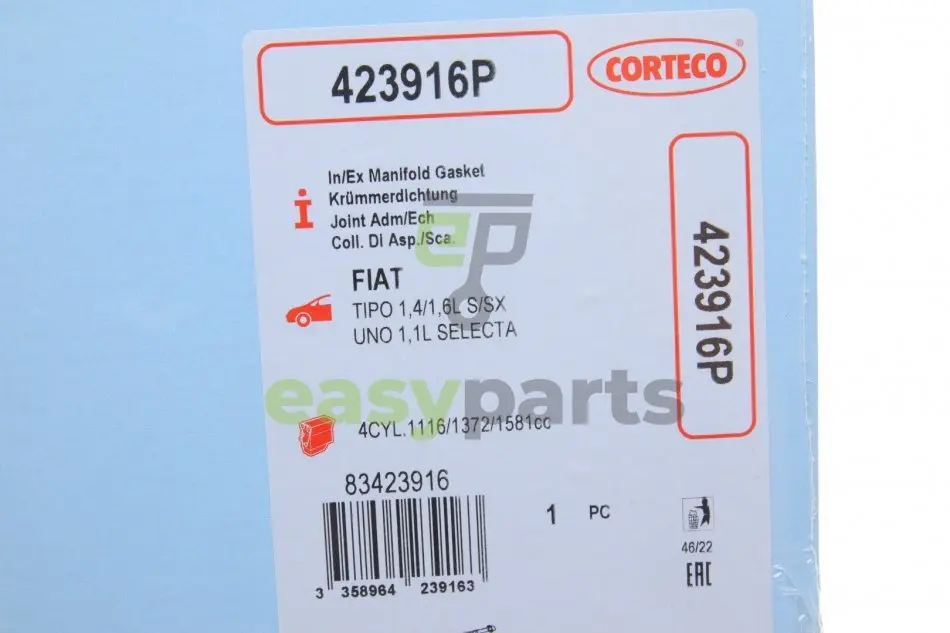 423916P
CORTECO®
In/Ex Manifold Gasket
Krümmerdichtung
Joint Adm/Ech
Coll. Di Asp./Sca.
FIAT
TIPO 1,4/1,6L S/SX
UNO 1,1L SELECTA
423916P
ep
easyparts
4CYL.1116/1372/1581cc
83423916
1 PC
46/22
EAC
3 358964 239163